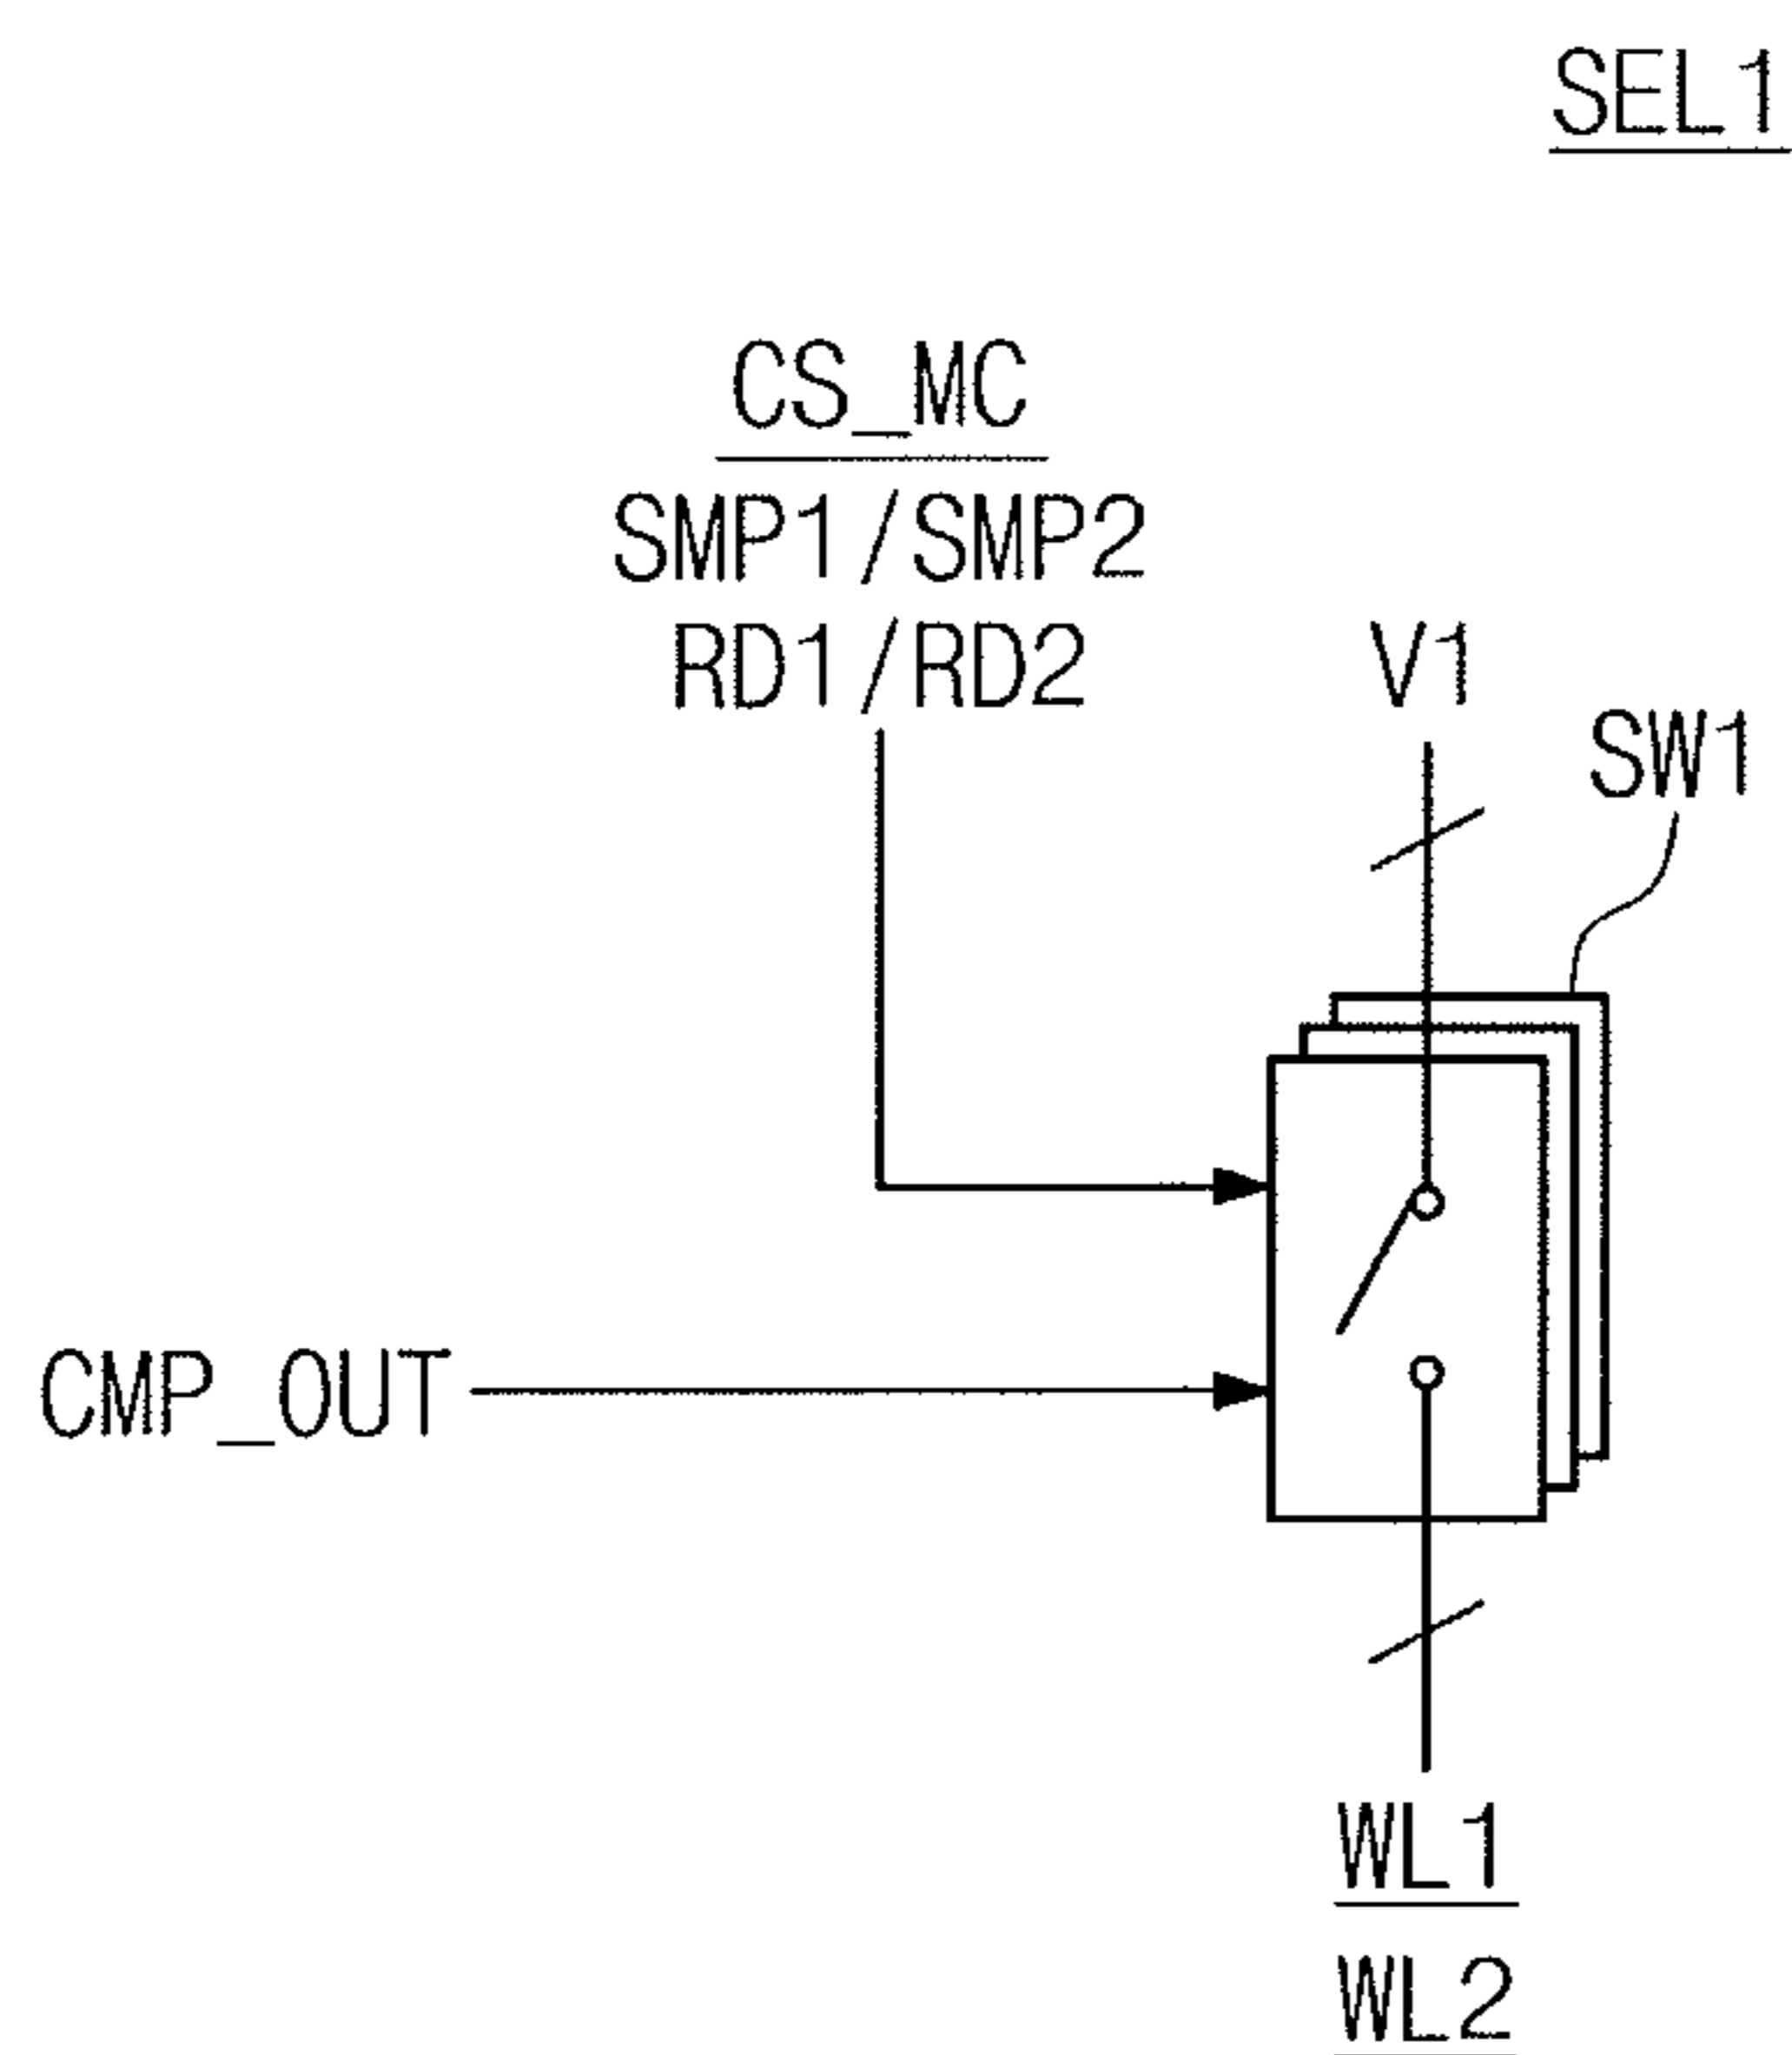 SEL1
CS_MC
SMP1/SMP2
RD1/RD2
V1
SW1
CMP_OUT
WL1
WL2